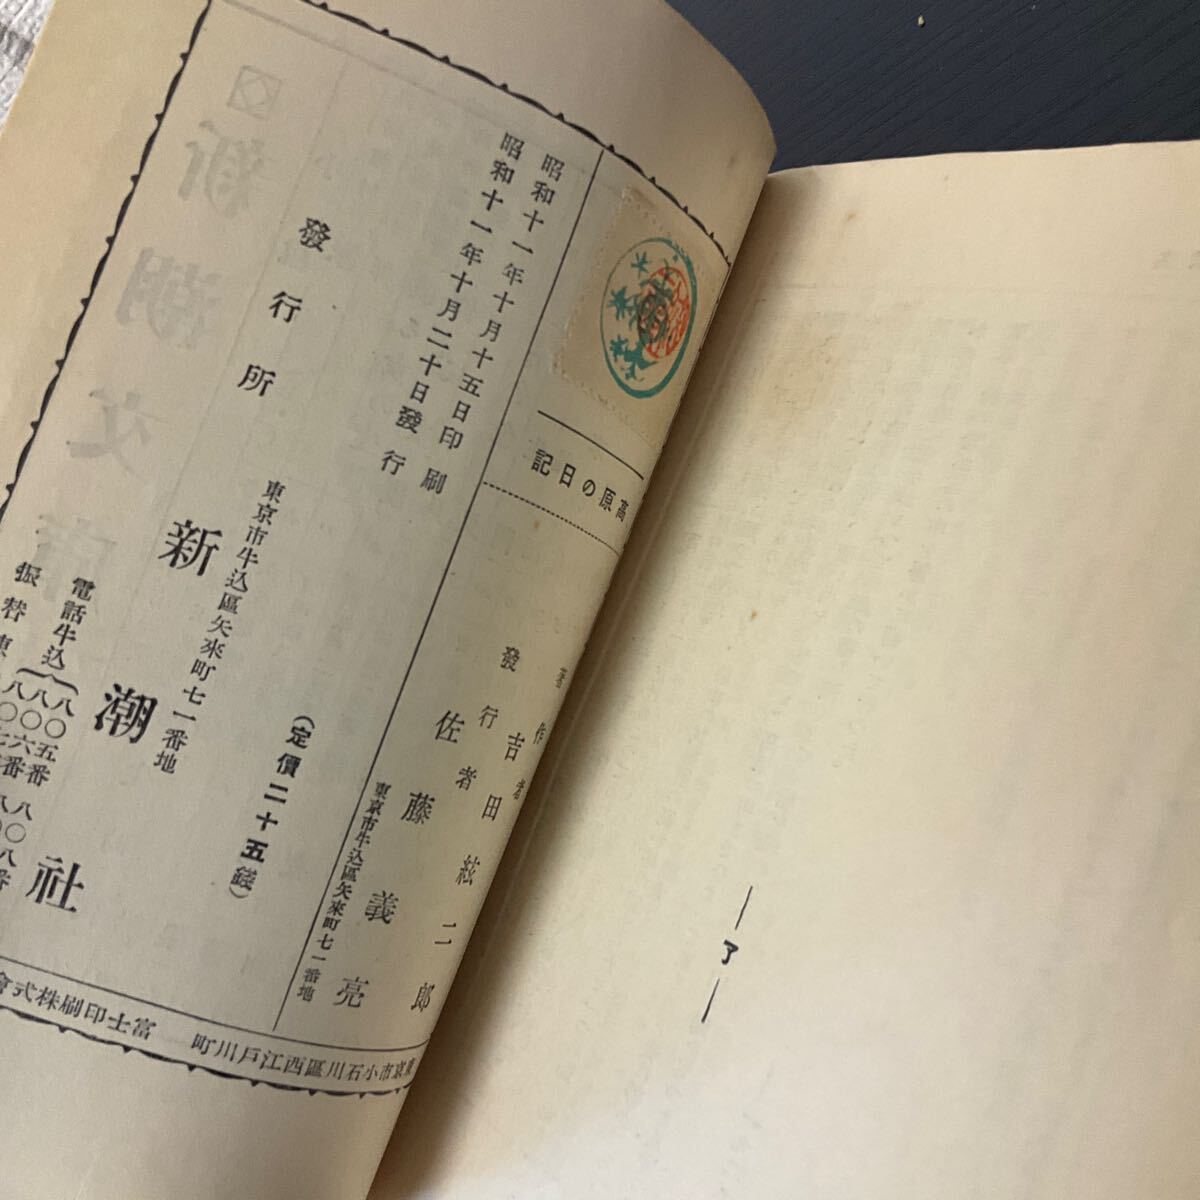 高原の日記
昭和十一年十月十五日印刷
昭和十一年十月二十日發行
著作者
吉田絃二郎
發行者
佐藤義亮
東京市牛込區矢來町七一番地
(定價二十五錢)
發行所
東京市牛込區矢來町七一番地
新潮社
電話牛込
振替東
東京市小石川區西江戸川町
富士印刷株式會
新潮文庫
―了―